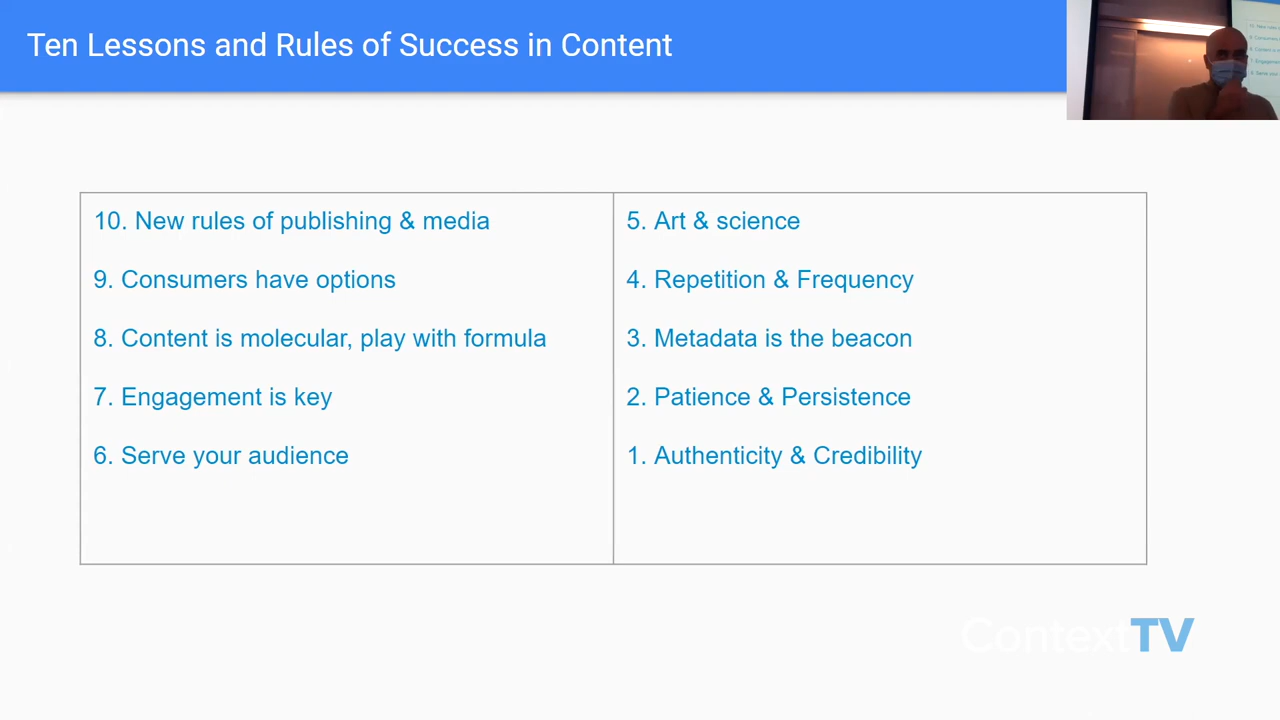 Ten Lessons and Rules of Success in Content
10. New rules of publishing & media
9. Consumers have options
8. Content is molecular, play with formula
7. Engagement is key
6. Serve your audience
5. Art & science
4. Repetition & Frequency
3. Metadata is the beacon
2. Patience & Persistence
1. Authenticity & Credibility
ContextTV